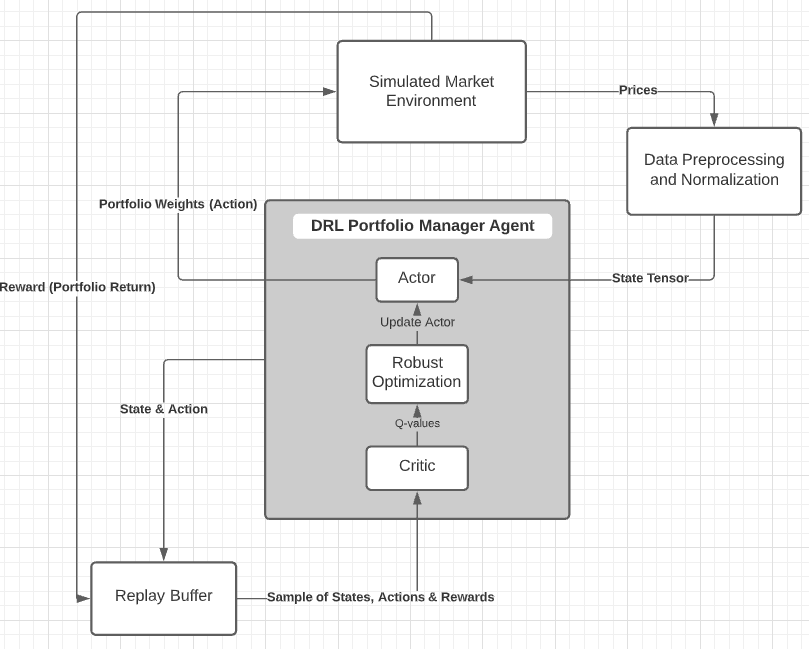 Simulated Market
Environment
Prices
Data Preprocessing
and Normalization
Portfolio Weights (Action)
DRL Portfolio Manager Agent
Actor
State Tensor
Reward (Portfolio Return)
Update Actor
Robust
Optimization
State & Action
Q-values
Critic
Replay Buffer
Sample of States, Actions & Rewards